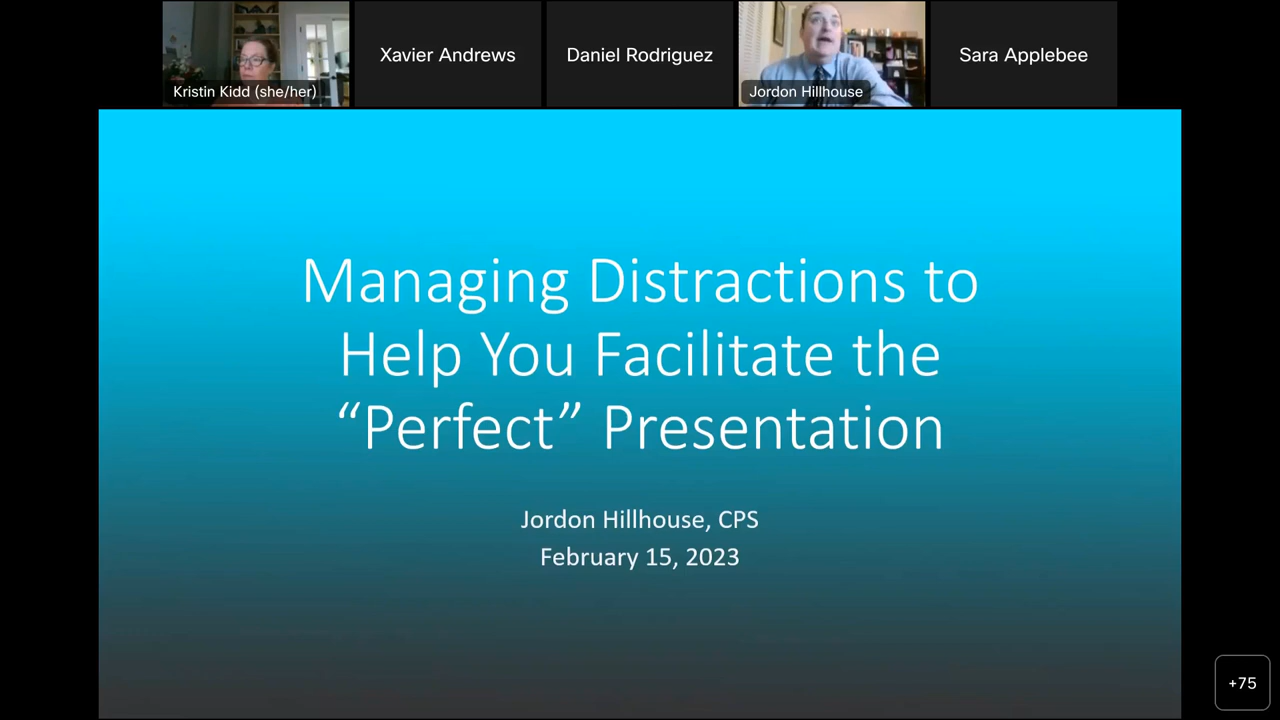 Kristin Kidd (she/her)
Xavier Andrews
Daniel Rodriguez
Jordon Hillhouse
Sara Applebee
Managing Distractions to
Help You Facilitate the
“Perfect” Presentation
Jordon Hillhouse, CPS
February 15, 2023
+75